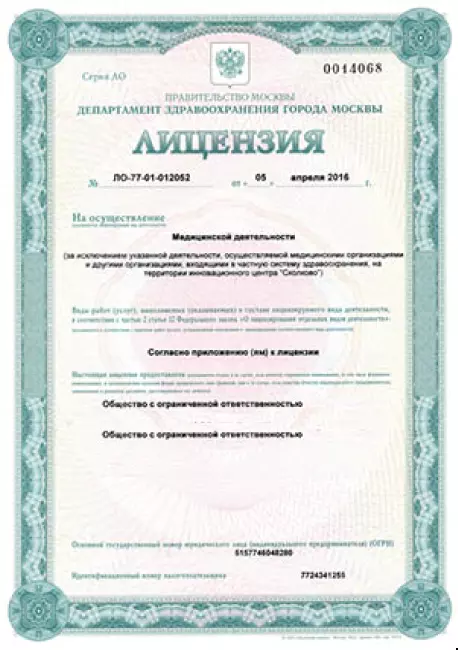 Серия ЛО
0014068
ПРАВИТЕЛЬСТВО МОСКВЫ
ДЕПАРТАМЕНТ ЗДРАВООХРАНЕНИЯ ГОРОДА МОСКВЫ
ЛИЦЕНЗИЯ
№ ЛО-77-01-012052 от « 05 » апреля 2016 г.
На осуществление
Медицинской деятельности
(за исключением указанной деятельности, осуществляемой медицинскими организациями
и другими организациями, входящими в частную систему здравоохранения, на
территории инновационного центра "Сколково")
Виды работ (услуг), выполняемых (оказываемых) в составе лицензируемого вида деятельности,
в соответствии с частью 2 статьи 12 Федерального закона «О лицензировании отдельных видов деятельности»
Согласно приложению (ям) к лицензии
Настоящая лицензия предоставлена
Общество с ограниченной ответственностью
Общество с ограниченной ответственностью
Основной государственный номер юридического лица (индивидуального предпринимателя) (ОГРН)
5157746048280
Идентификационный номер налогоплательщика 7724341255